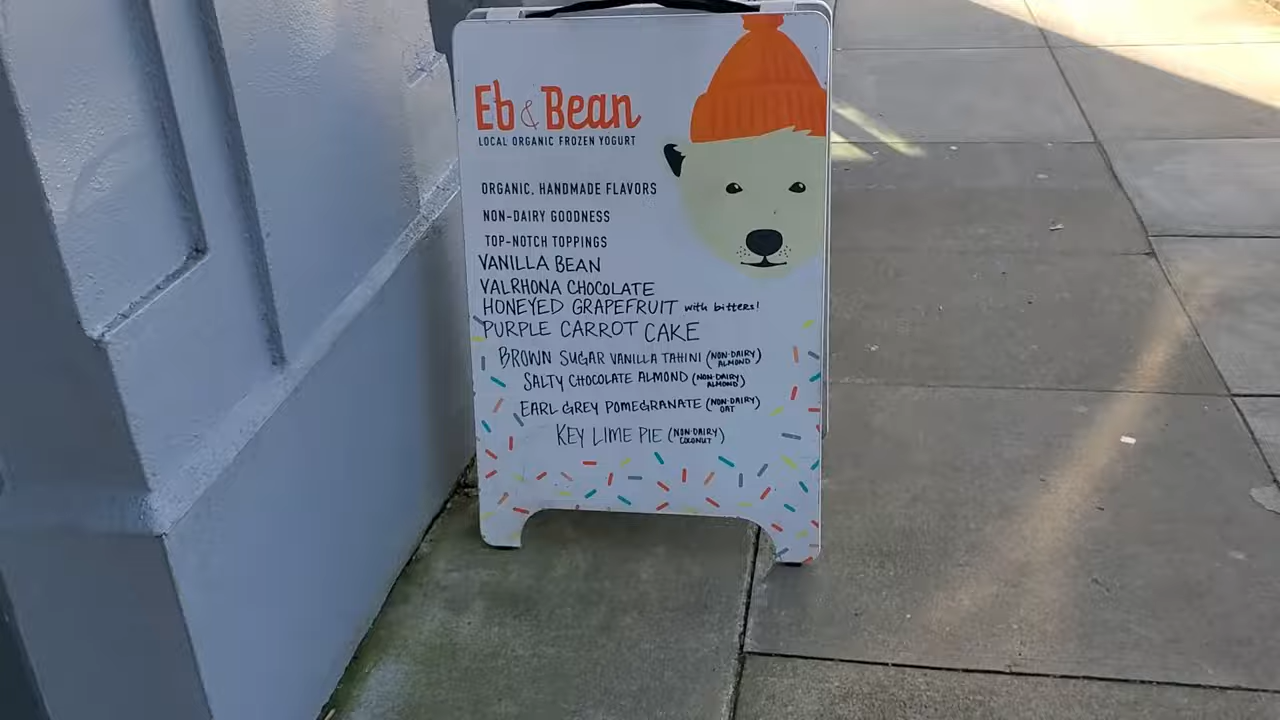 Eb & Bean
LOCAL ORGANIC FROZEN YOGURT
ORGANIC, HANDMADE FLAVORS
NON-DAIRY GOODNESS
TOP-NOTCH TOPPINGS
VANILLA BEAN
VALRHONA CHOCOLATE
HONEYED GRAPEFRUIT with bitters!
PURPLE CARROT CAKE
BROWN SUGAR VANILLA TAHINI (NON-DAIRY ALMOND)
SALTY CHOCOLATE ALMOND (NON-DAIRY ALMOND)
EARL GREY POMEGRANATE (NON-DAIRY OAT)
KEY LIME PIE (NON-DAIRY COCONUT)